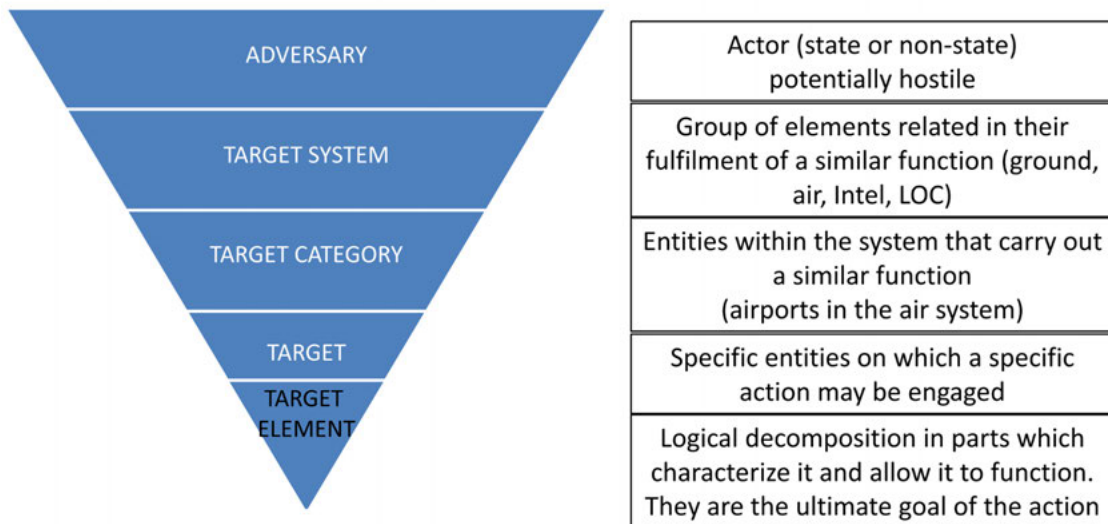 ADVERSARY
Actor (state or non-state)
potentially hostile
TARGET SYSTEM
Group of elements related in their
fulfilment of a similar function (ground,
air, Intel, LOC)
TARGET CATEGORY
Entities within the system that carry out
a similar function
(airports in the air system)
TARGET
Specific entities on which a specific
action may be engaged
TARGET
ELEMENT
Logical decomposition in parts which
characterize it and allow it to function.
They are the ultimate goal of the action